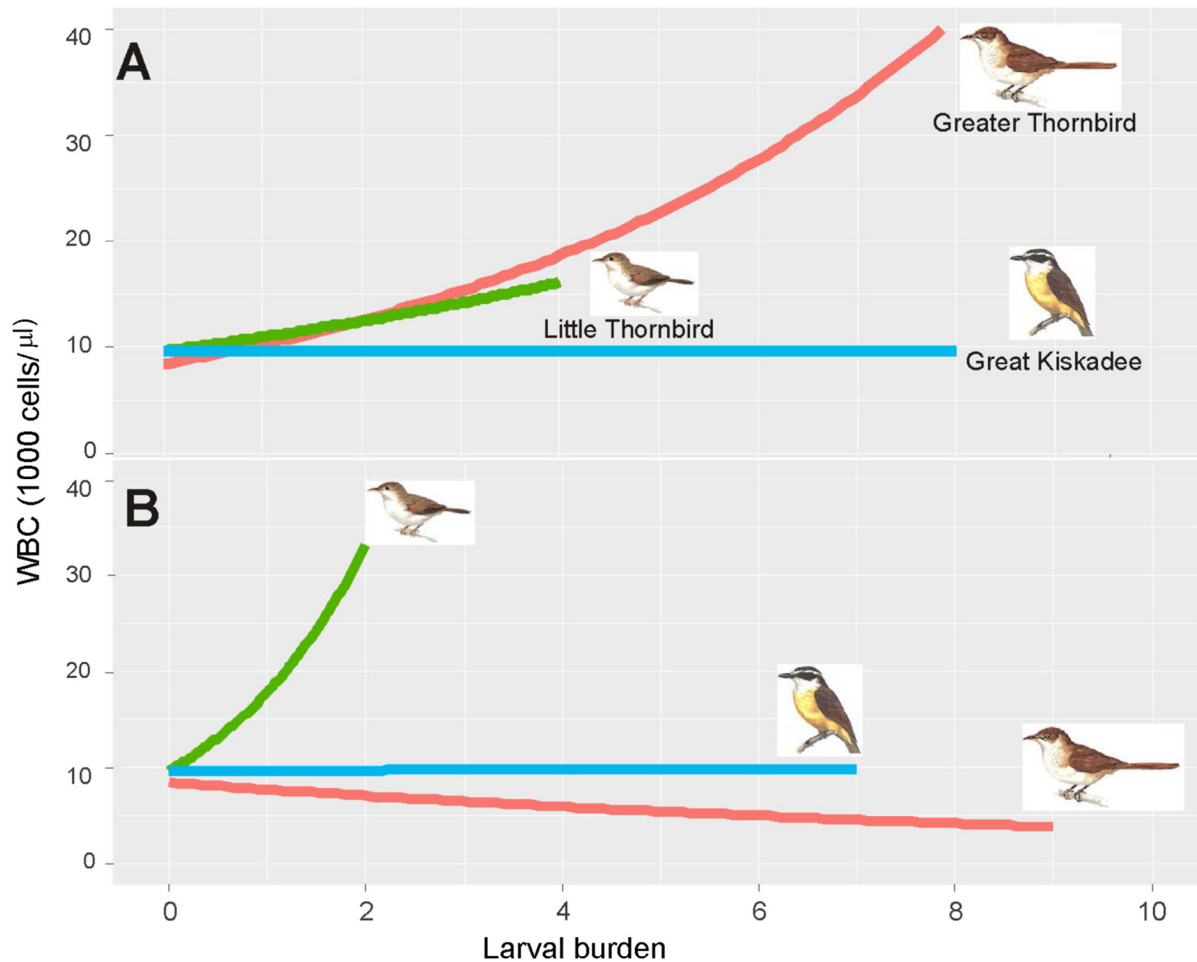 A
40
30
20
10
0
Greater Thornbird
Little Thornbird
Great Kiskadee
WBC (1000 cells/µl)
B
40
30
20
10
0
0 2 4 6 8 10
Larval burden